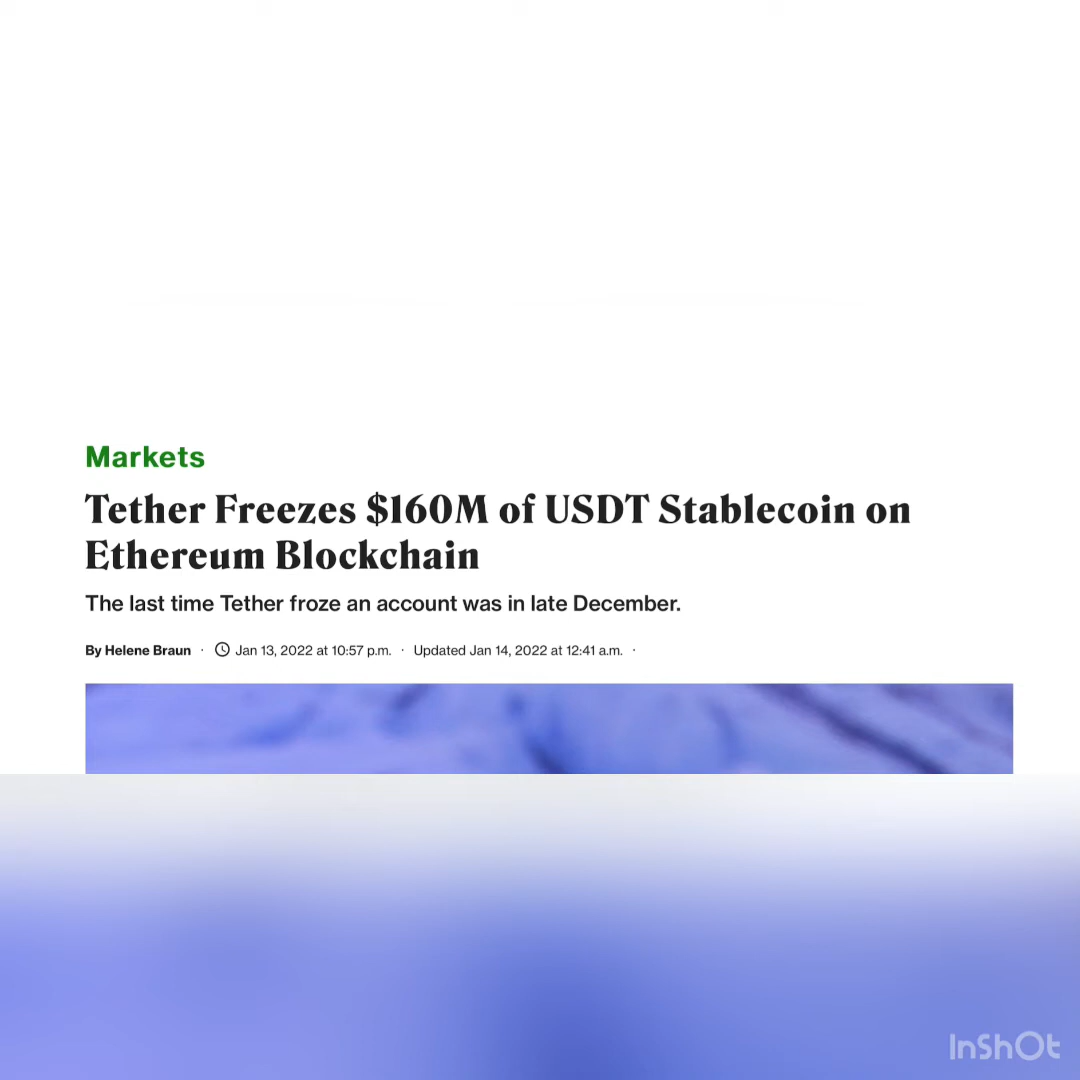 Markets
Tether Freezes $160M of USDT Stablecoin on
Ethereum Blockchain
The last time Tether froze an account was in late December.
By Helene Braun · Jan 13, 2022 at 10:57 p.m. · Updated Jan 14, 2022 at 12:41 a.m. ·
InShOt